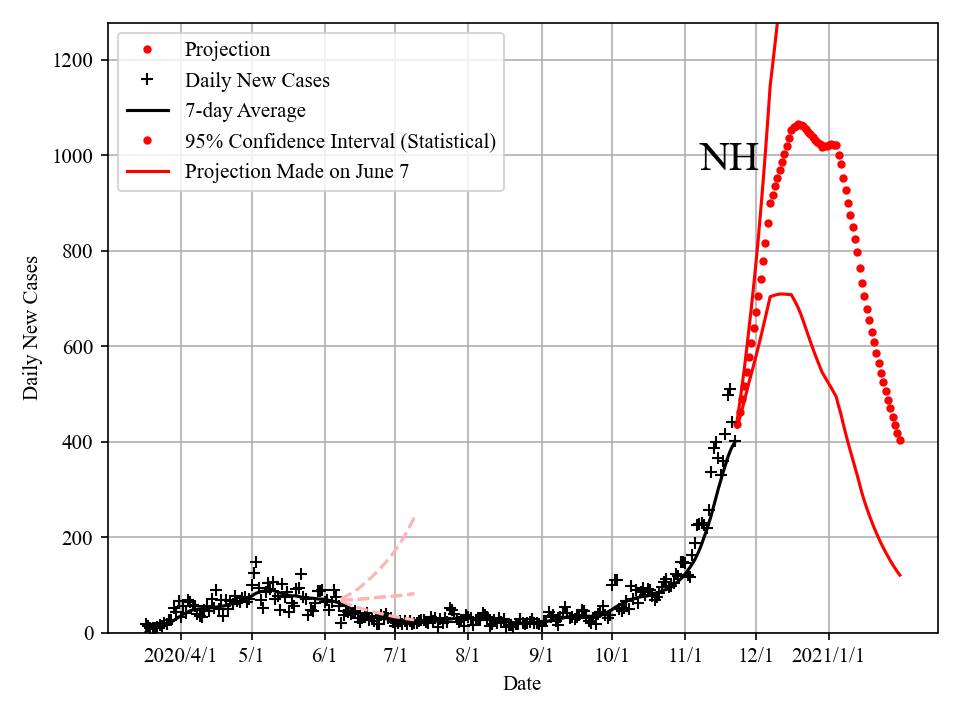 Projection
Daily New Cases
7-day Average
95% Confidence Interval (Statistical)
Projection Made on June 7
NH
1200
1000
800
600
400
200
0
Daily New Cases
2020/4/1 5/1 6/1 7/1 8/1 9/1 10/1 11/1 12/1 2021/1/1
Date